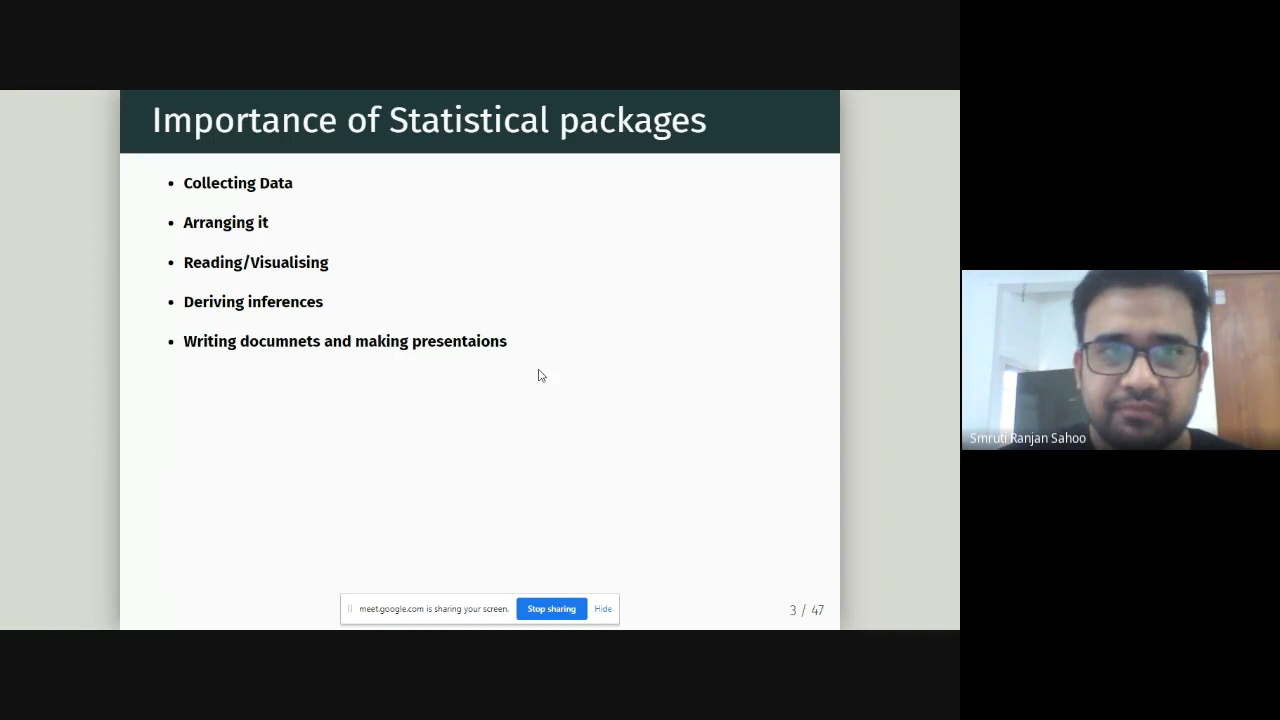 Importance of Statistical packages
• Collecting Data
• Arranging it
• Reading/Visualising
• Deriving inferences
• Writing documnets and making presentaions
meet.google.com is sharing your screen.
Stop sharing
Hide
3 / 47
Smruti Ranjan Sahoo